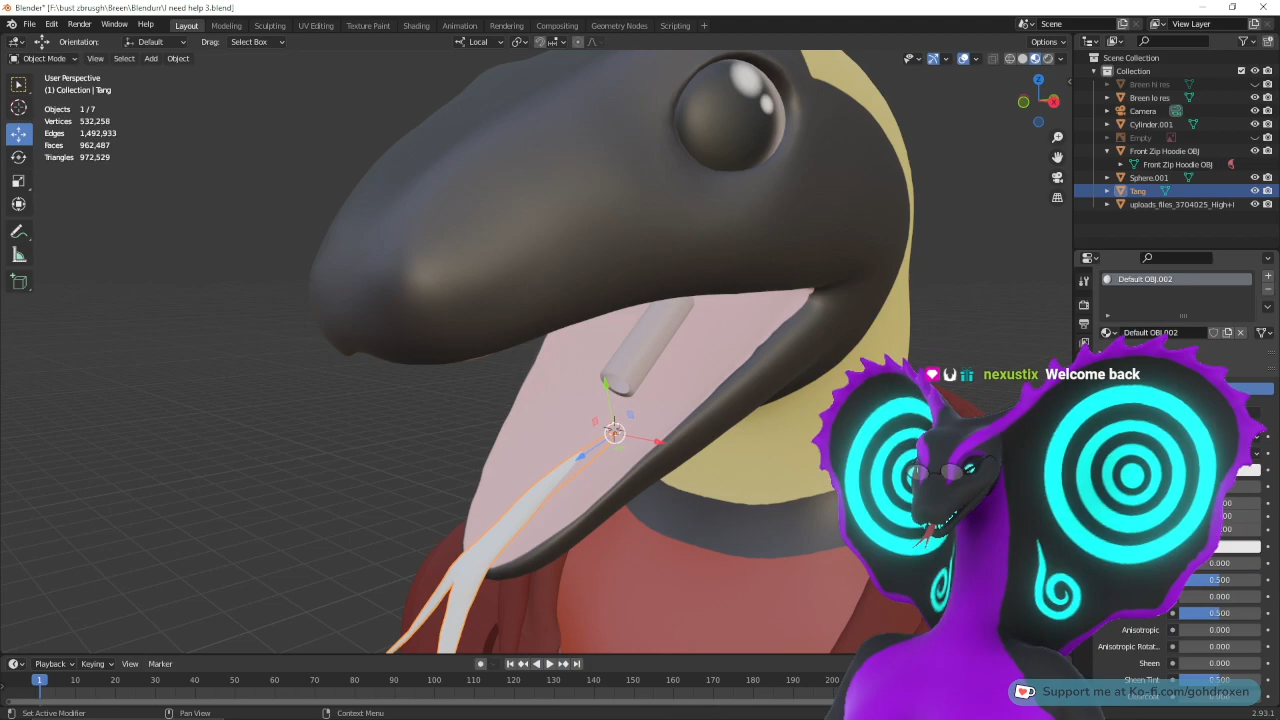 Blender* [F:\bust zbrusgh\Breen\Blendurr\I need help 3.blend]
File Edit Render Window Help Layout Modeling Sculpting UV Editing Texture Paint Shading Animation Rendering Compositing Geometry Nodes Scripting + Scene View Layer
Orientation: Default Drag: Select Box Local Options
Object Mode View Select Add Object
User Perspective
(1) Collection | Tang
Objects 1/7
Vertices 532,258
Edges 1,492,933
Faces 962,487
Triangles 972,529
Z
X
Scene Collection
Collection
Breen hi res
Breen lo res
Camera
Cylinder.001
Empty
Front Zip Hoodie OBJ
Front Zip Hoodie OBJ
Sphere.001
Tang
uploads_files_3704025_High+I
Default OBJ.002
Default OBJ.002
nexustix Welcome back
0.000
0.500
0.000
0.500
Anisotropic 0.000
Anisotropic Rotat.. 0.000
Sheen 0.000
Sheen Tint 0.500
Support me at Ko-fi.com/gohdroxen
Playback Keying View Marker
1 10 20 30 40 50 60 70 80 90 100 110 120 130 140 150 160 170 180 190 200
Set Active Modifier Pan View Context Menu 2.93.1